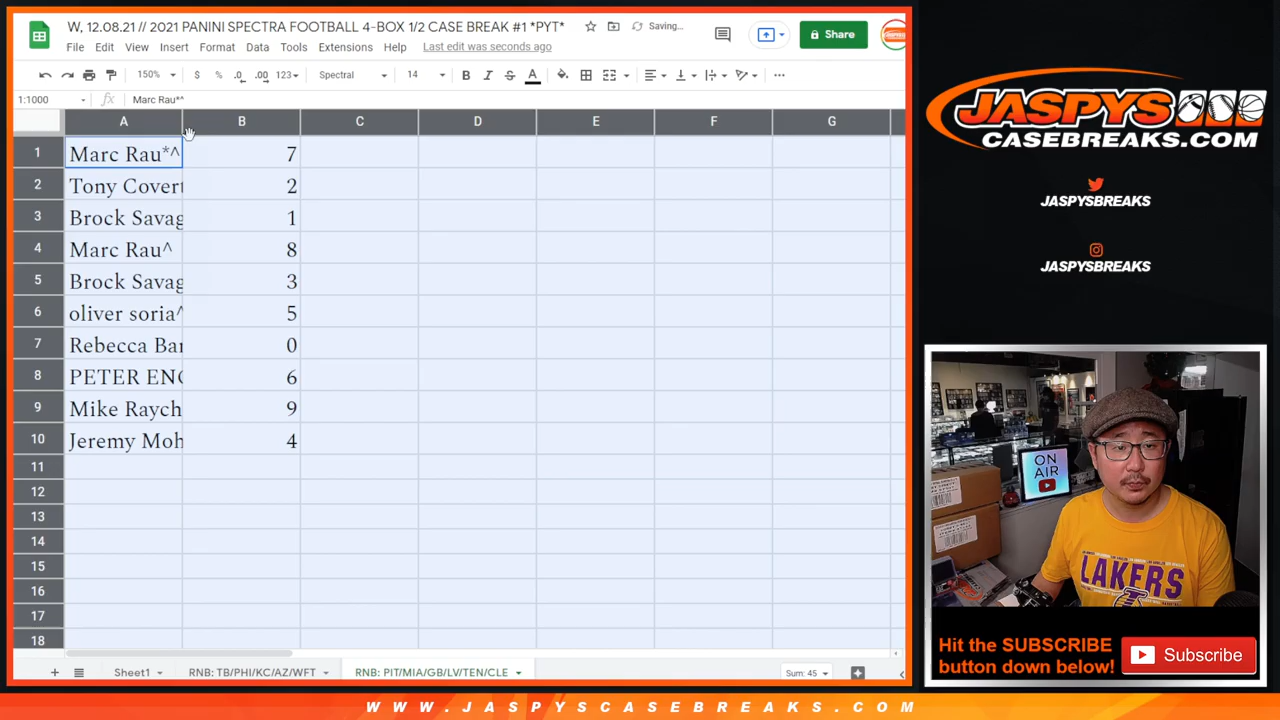 W, 12.08.21 // 2021 PANINI SPECTRA FOOTBALL 4-BOX 1/2 CASE BREAK #1 *PYT*
Saving...
File Edit View Insert Format Data Tools Extensions Help Last edit was seconds ago
Share
150% $ % .0 .00 123 Spectral 14 B I S A
1:1000 fx Marc Rau*^
A B C D E F G
1 Marc Rau*^ 7
2 Tony Covert 2
3 Brock Savag 1
4 Marc Rau^ 8
5 Brock Savag 3
6 oliver soria^ 5
7 Rebecca Bar 0
8 PETER ENG 6
9 Mike Raych 9
10 Jeremy Moh 4
11
12
13
14
15
16
17
18
Sheet1 RNB: TB/PHI/KC/AZ/WFT RNB: PIT/MIA/GB/LV/TEN/CLE Sum: 45
JASPYS
CASEBREAKS.COM
JASPYSBREAKS
JASPYSBREAKS
ON
AIR
LAKERS
Hit the SUBSCRIBE
button down below!
Subscribe
WWW.JASPYSCASEBREAKS.COM